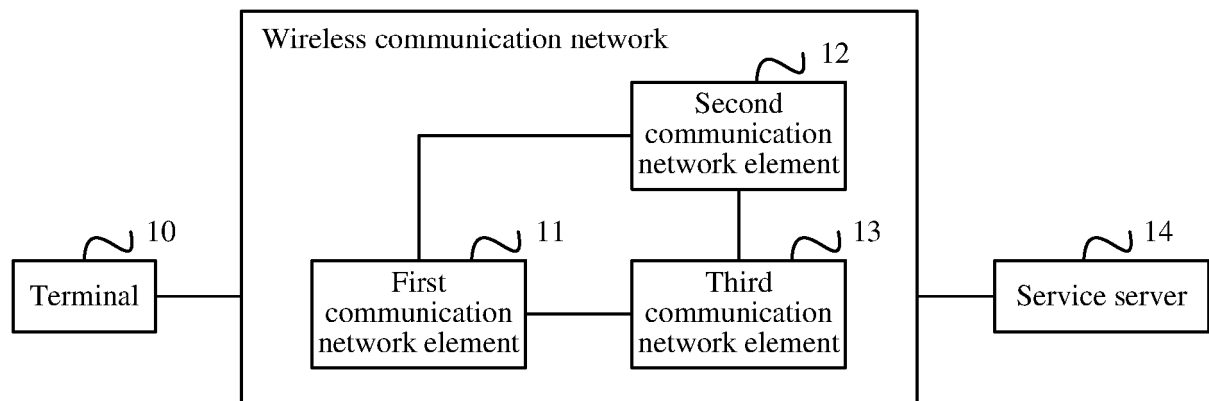 Wireless communication network
12
Second
communication
network element
10
Terminal
11
First
communication
network element
13
Third
communication
network element
14
Service server